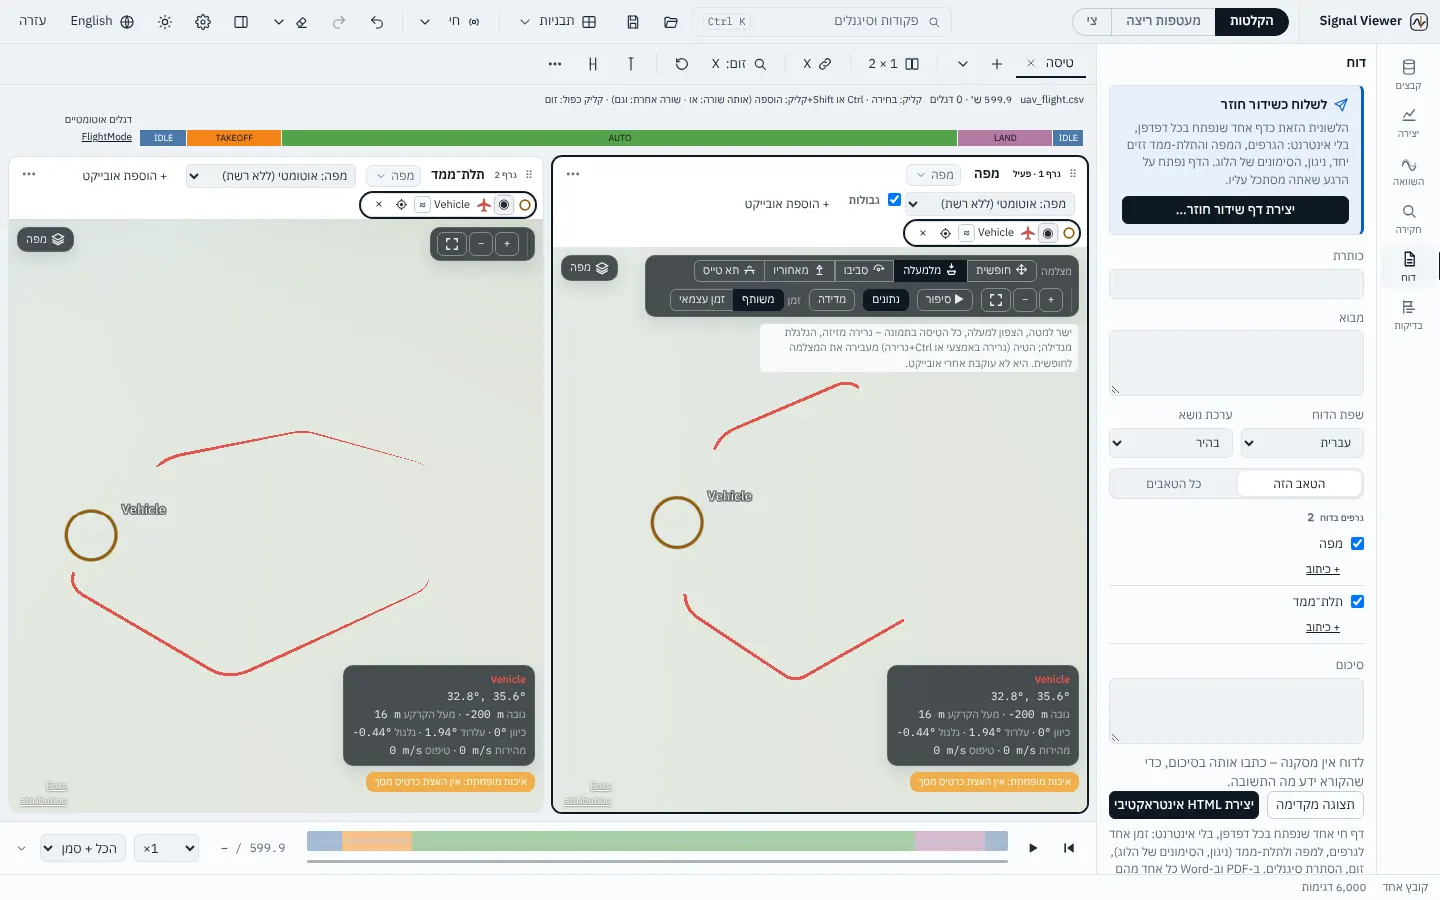 Signal Viewer
הקלטות
מעטפות ריצה
צי
פקודות וסיגנלים
Ctrl K
תבניות
חי
English
עזרה
קבצים
יצירה
השוואה
חקירה
דוח
בדיקות
דוח
לשלוח כשידור חוזר
הלשונית הזאת כדף אחד שנפתח בכל דפדפן,
בלי אינטרנט: הגרפים, המפה והתלת-ממד זזים
יחד, ניגון, הסימונים של הלוג. הדף נפתח על
הרגע שאתה מסתכל עליו.
יצירת דף שידור חוזר...
כותרת
מבוא
שפת הדוח
ערכת נושא
עברית
בהיר
הטאב הזה
כל הטאבים
גרפים בדוח 2
מפה
+ כיתוב
תלת־ממד
+ כיתוב
סיכום
לדוח אין מסקנה – כתבו אותה בסיכום, כדי
שהקורא ידע מה התשובה.
תצוגה מקדימה
יצירת HTML אינטראקטיבי
דף חי אחד שנפתח בכל דפדפן, בלי אינטרנט: זמן אחד
לגרפים, למפה ולתלת-ממד (ניגון, הסימונים של הלוג),
זום, הסתרת סיגנלים. ב-PDF וב-Word כל אחד מהם
טיסה ×
2 × 1
X
זום: X
uav_flight.csv 599.9 ש׳ · 0 דגלים קליק: בחירה · Ctrl או Shift+קליק: הוספה (אותה שורה: או · שורה אחרת: וגם) · קליק כפול: זום
דגלים אוטומטיים
FlightMode
IDLE
TAKEOFF
AUTO
LAND
IDLE
גרף 1 · פעיל
מפה
מפה
מפה: אוטומטי (ללא רשת)
גבולות
+ הוספת אובייקט
Vehicle
מצלמה
חופשית
מלמעלה
סביבו
מאחוריו
תא טייס
סיפור
נתונים
מדידה
זמן
משותף
זמן עצמאי
מפה
ישר למטה, הצפון למעלה, כל הטיסה בתמונה – גרירה מזיזה, הגלגלת
מגדילה; הטיה (גרירה באמצעי או Ctrl+גרירה) מעבירה את המצלמה
לחופשית. היא לא עוקבת אחרי אובייקט.
Vehicle
Vehicle
32.8°, 35.6°
גובה -200 m · מעל הקרקע 16 m
כיוון 0° · עלרוד 1.94° · גלגול -0.44°
מהירות 0 m/s · טיפוס 0 m/s
איכות מופחתת: אין האצת כרטיס מסך
Data
attribution
גרף 2
תלת־ממד
מפה
מפה: אוטומטי (ללא רשת)
+ הוספת אובייקט
Vehicle
מפה
Vehicle
Vehicle
32.8°, 35.6°
גובה -200 m · מעל הקרקע 16 m
כיוון 0° · עלרוד 1.94° · גלגול -0.44°
מהירות 0 m/s · טיפוס 0 m/s
איכות מופחתת: אין האצת כרטיס מסך
Data
attribution
– / 599.9
×1
הכל + סמן
קובץ אחד
6,000 דגימות